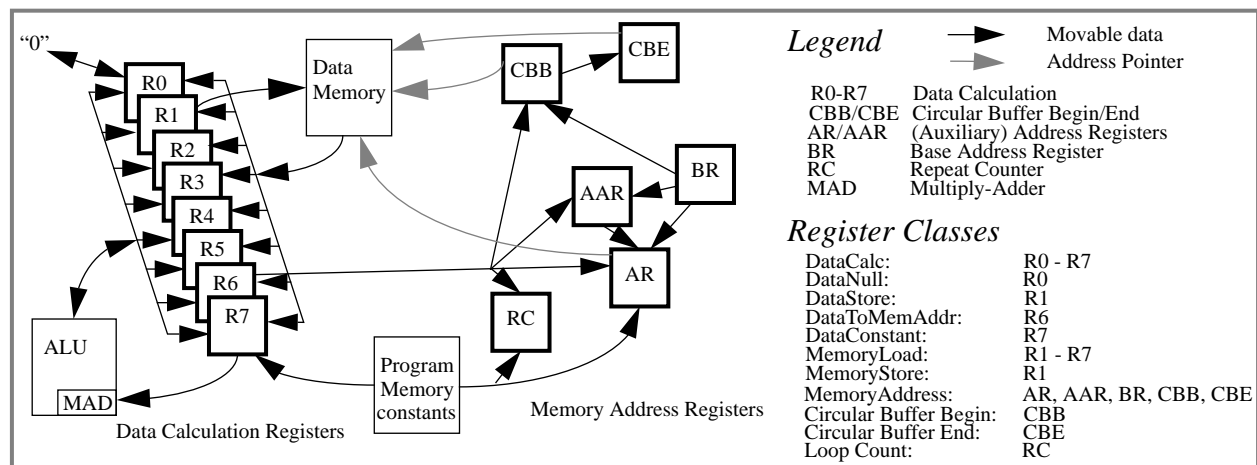 “0”
R0
R1
R2
R3
R4
R5
R6
R7
ALU
MAD
Data
Memory
CBB
CBE
AAR
BR
AR
RC
Program
Memory
constants
Data Calculation Registers
Memory Address Registers
Legend
Movable data
Address Pointer
R0-R7 Data Calculation
CBB/CBE Circular Buffer Begin/End
AR/AAR (Auxiliary) Address Registers
BR Base Address Register
RC Repeat Counter
MAD Multiply-Adder
Register Classes
DataCalc: R0 - R7
DataNull: R0
DataStore: R1
DataToMemAddr: R6
DataConstant: R7
MemoryLoad: R1 - R7
MemoryStore: R1
MemoryAddress: AR, AAR, BR, CBB, CBE
Circular Buffer Begin: CBB
Circular Buffer End: CBE
Loop Count: RC